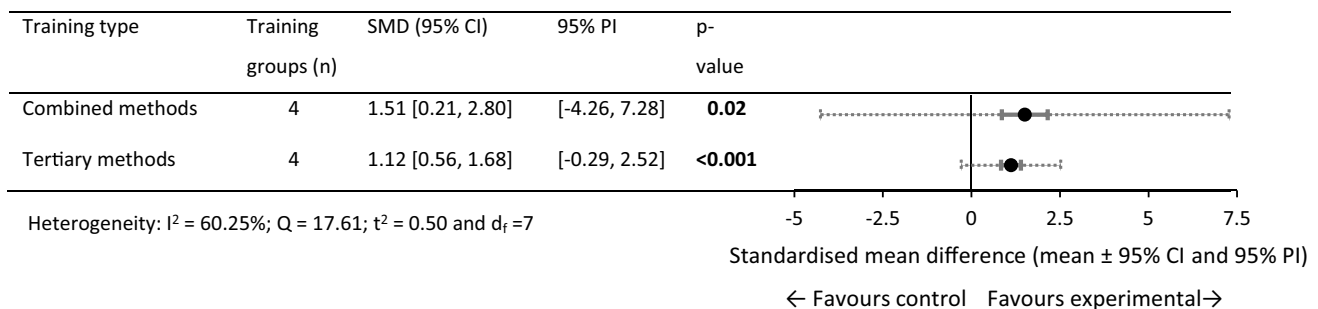 Training type Training SMD (95% CI) 95% PI p-
groups (n) value
Combined methods 4 1.51 [0.21, 2.80] [-4.26, 7.28] 0.02
Tertiary methods 4 1.12 [0.56, 1.68] [-0.29, 2.52] <0.001
Heterogeneity: I² = 60.25%; Q = 17.61; t² = 0.50 and df =7
-5 -2.5 0 2.5 5 7.5
Standardised mean difference (mean ± 95% CI and 95% PI)
← Favours control Favours experimental→